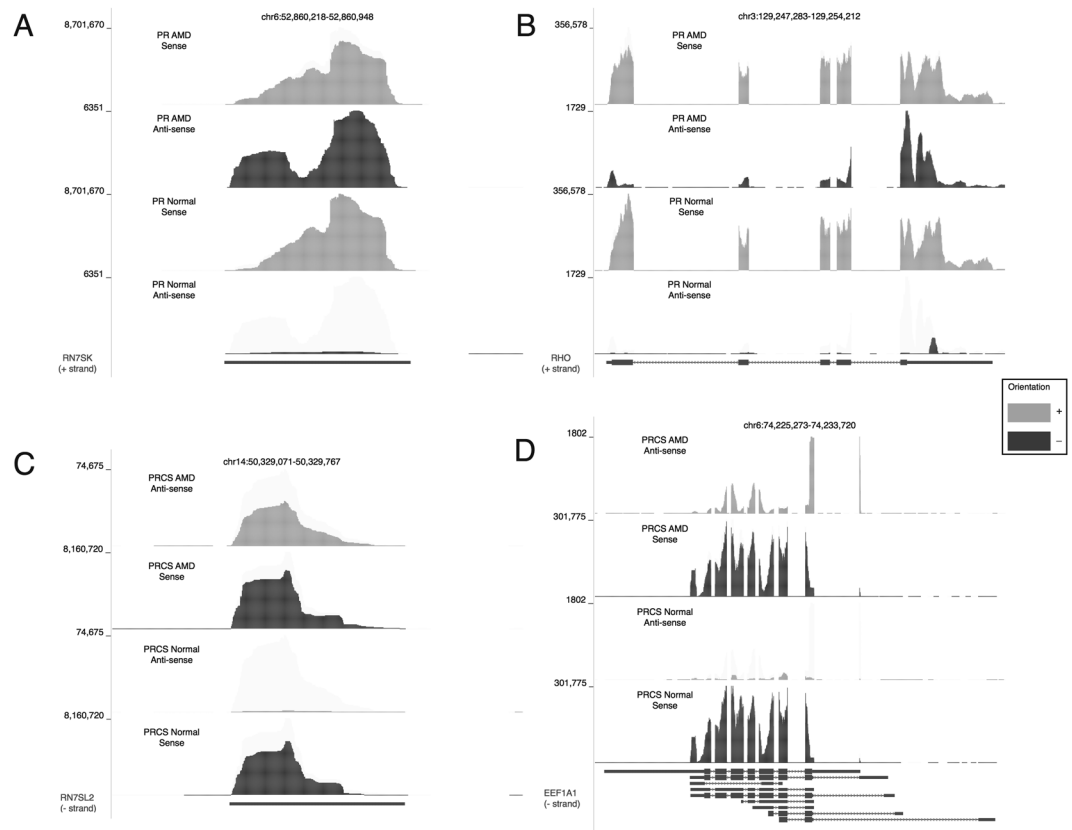 A
chr6:52,860,218-52,860,948
8,701,670
PR AMD
Sense
6351
PR AMD
Anti-sense
8,701,670
PR Normal
Sense
6351
PR Normal
Anti-sense
RN7SK
(+ strand)
B
chr3:129,247,283-129,254,212
356,578
PR AMD
Sense
1729
PR AMD
Anti-sense
356,578
PR Normal
Sense
1729
PR Normal
Anti-sense
RHO
(+ strand)
Orientation
+
–
C
chr14:50,329,071-50,329,767
74,675
PRCS AMD
Anti-sense
8,160,720
PRCS AMD
Sense
74,675
PRCS Normal
Anti-sense
8,160,720
PRCS Normal
Sense
RN7SL2
(- strand)
D
chr6:74,225,273-74,233,720
1802
PRCS AMD
Anti-sense
301,775
PRCS AMD
Sense
1802
PRCS Normal
Anti-sense
301,775
PRCS Normal
Sense
EEF1A1
(- strand)